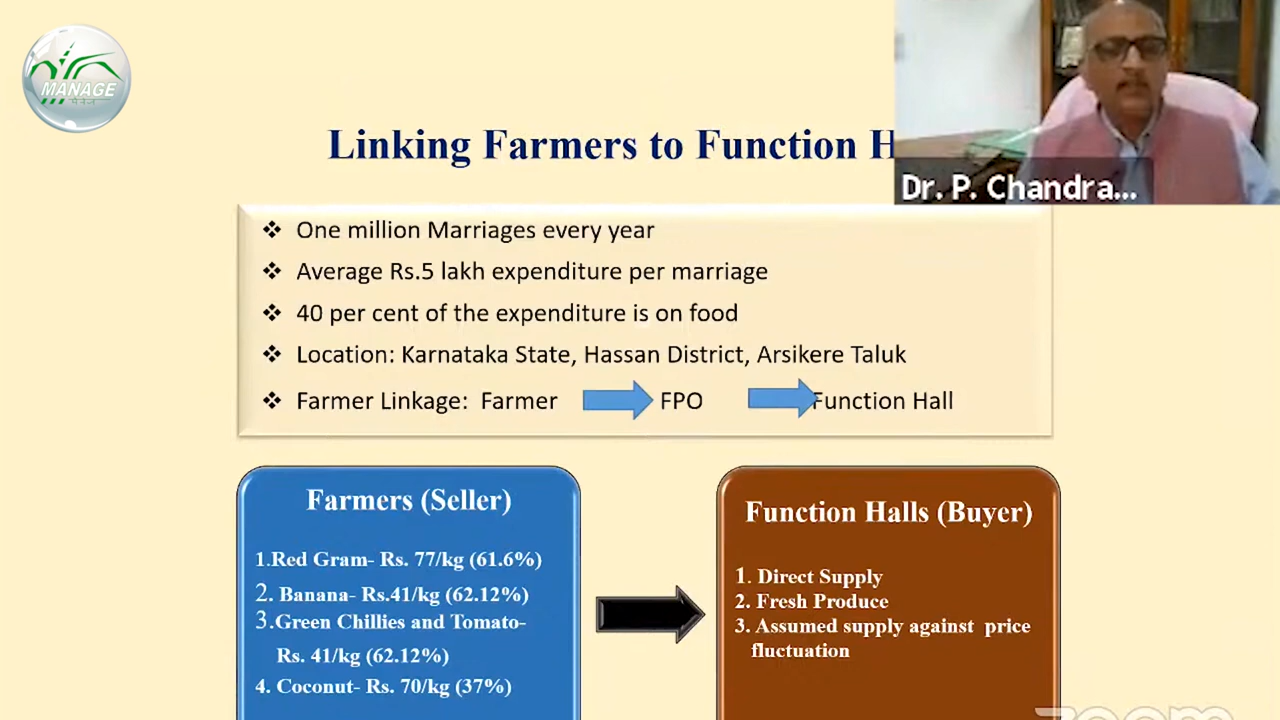 MANAGE
Linking Farmers to Function H
Dr. P. Chandra...
❖ One million Marriages every year
❖ Average Rs.5 lakh expenditure per marriage
❖ 40 per cent of the expenditure is on food
❖ Location: Karnataka State, Hassan District, Arsikere Taluk
❖ Farmer Linkage: Farmer FPO Function Hall
Farmers (Seller)
1.Red Gram- Rs. 77/kg (61.6%)
2. Banana- Rs.41/kg (62.12%)
3.Green Chillies and Tomato-
Rs. 41/kg (62.12%)
4. Coconut- Rs. 70/kg (37%)
Function Halls (Buyer)
1. Direct Supply
2. Fresh Produce
3. Assumed supply against price
fluctuation
zoom